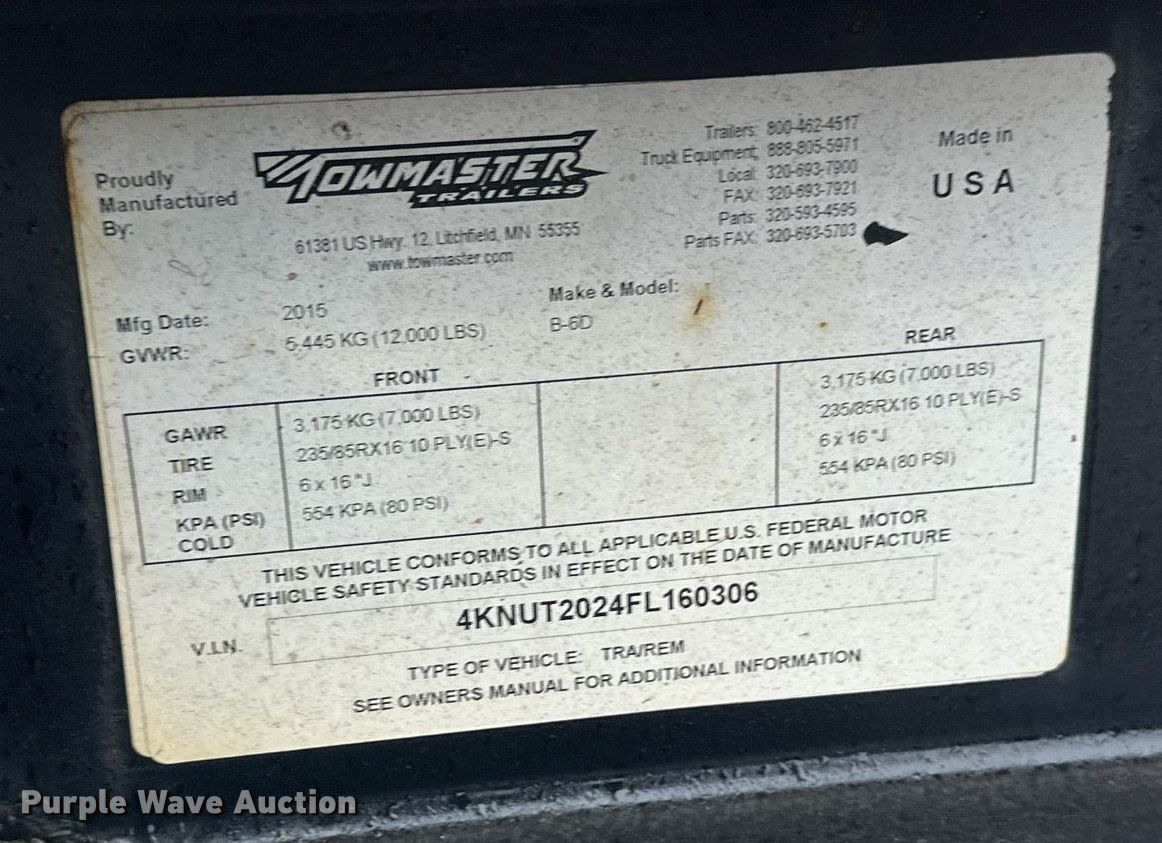 Proudly
Manufactured
By:
TOWMASTER
TRAILERS
61381 US Hwy. 12, Litchfield, MN 55355
www.towmaster.com
Trailers: 800-462-4517
Truck Equipment: 888-805-5971
Local: 320-693-7900
FAX: 320-693-7921
Parts: 320-593-4595
Parts FAX: 320-693-5703
Made in
USA
Mfg Date: 2015
Make & Model:
GVWR: 5,445 KG (12,000 LBS) B-6D
FRONT REAR
GAWR 3,175 KG (7,000 LBS) 3,175 KG (7,000 LBS)
TIRE 235/85RX16 10 PLY(E)-S 235/85RX16 10 PLY(E)-S
RIM 6 x 16 "J 6 x 16 "J
KPA (PSI) 554 KPA (80 PSI) 554 KPA (80 PSI)
COLD
THIS VEHICLE CONFORMS TO ALL APPLICABLE U.S. FEDERAL MOTOR
VEHICLE SAFETY STANDARDS IN EFFECT ON THE DATE OF MANUFACTURE
V.I.N. 4KNUT2024FL160306
TYPE OF VEHICLE: TRA/REM
SEE OWNERS MANUAL FOR ADDITIONAL INFORMATION
Purple Wave Auction